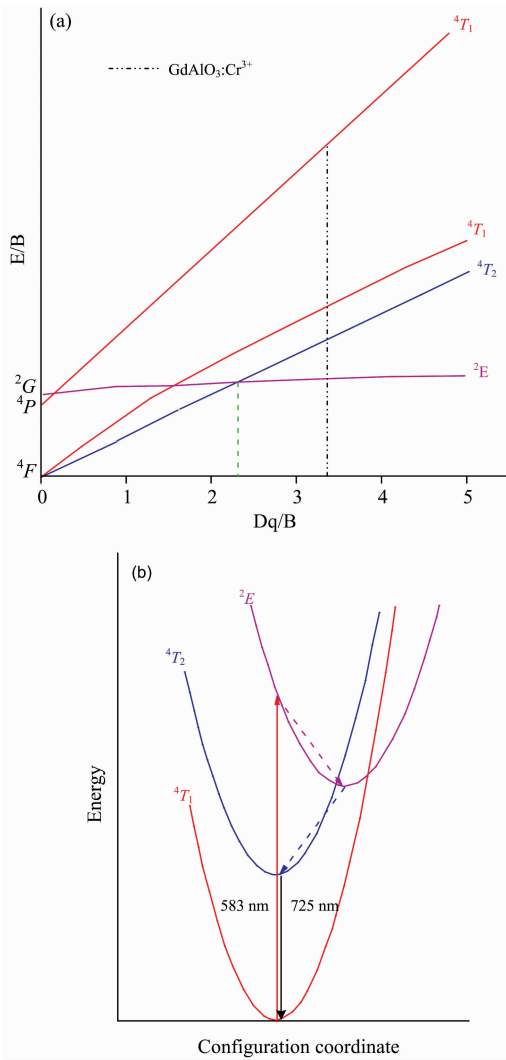 (a)
⁴T₁
GdAlO₃:Cr³⁺
E/B
⁴T₁
⁴T₂
²E
²G
⁴P
⁴F
0 1 2 3 4 5
Dq/B
(b)
²E
⁴T₂
⁴T₁
Energy
583 nm 725 nm
Configuration coordinate